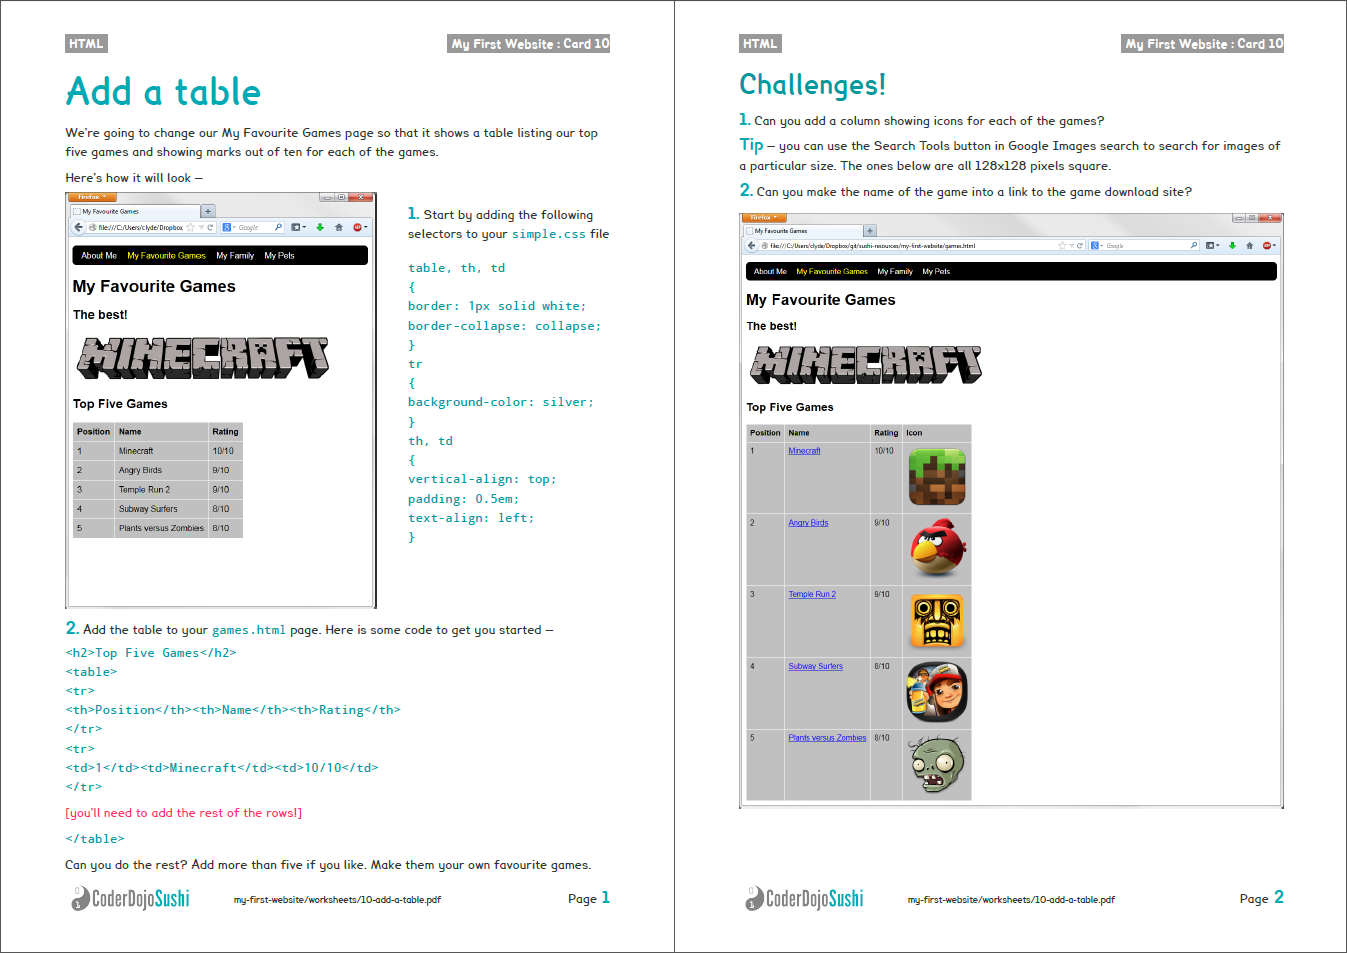 HTML
My First Website : Card 10
Add a table
We're going to change our My Favourite Games page so that it shows a table listing our top
five games and showing marks out of ten for each of the games.
Here's how it will look –
Firefox
My Favourite Games
file:///C:/Users/clyde/Dropbox
Google
About Me My Favourite Games My Family My Pets
My Favourite Games
The best!
MINECRAFT
Top Five Games
Position Name Rating
1 Minecraft 10/10
2 Angry Birds 9/10
3 Temple Run 2 9/10
4 Subway Surfers 8/10
5 Plants versus Zombies 8/10
1. Start by adding the following
selectors to your simple.css file
table, th, td
{
border: 1px solid white;
border-collapse: collapse;
}
tr
{
background-color: silver;
}
th, td
{
vertical-align: top;
padding: 0.5em;
text-align: left;
}
2. Add the table to your games.html page. Here is some code to get you started –
<h2>Top Five Games</h2>
<table>
<tr>
<th>Position</th><th>Name</th><th>Rating</th>
</tr>
<tr>
<td>1</td><td>Minecraft</td><td>10/10</td>
</tr>
[you'll need to add the rest of the rows!]
</table>
Can you do the rest? Add more than five if you like. Make them your own favourite games.
CoderDojoSushi
my-first-website/worksheets/10-add-a-table.pdf
Page 1
HTML
My First Website : Card 10
Challenges!
1. Can you add a column showing icons for each of the games?
Tip – you can use the Search Tools button in Google Images search to search for images of
a particular size. The ones below are all 128x128 pixels square.
2. Can you make the name of the game into a link to the game download site?
Firefox
My Favourite Games
file:///C:/Users/clyde/Dropbox/git/sushi-resources/my-first-website/games.html
Google
About Me My Favourite Games My Family My Pets
My Favourite Games
The best!
MINECRAFT
Top Five Games
Position Name Rating Icon
1 Minecraft 10/10
2 Angry Birds 9/10
3 Temple Run 2 9/10
4 Subway Surfers 8/10
5 Plants versus Zombies 8/10
CoderDojoSushi
my-first-website/worksheets/10-add-a-table.pdf
Page 2